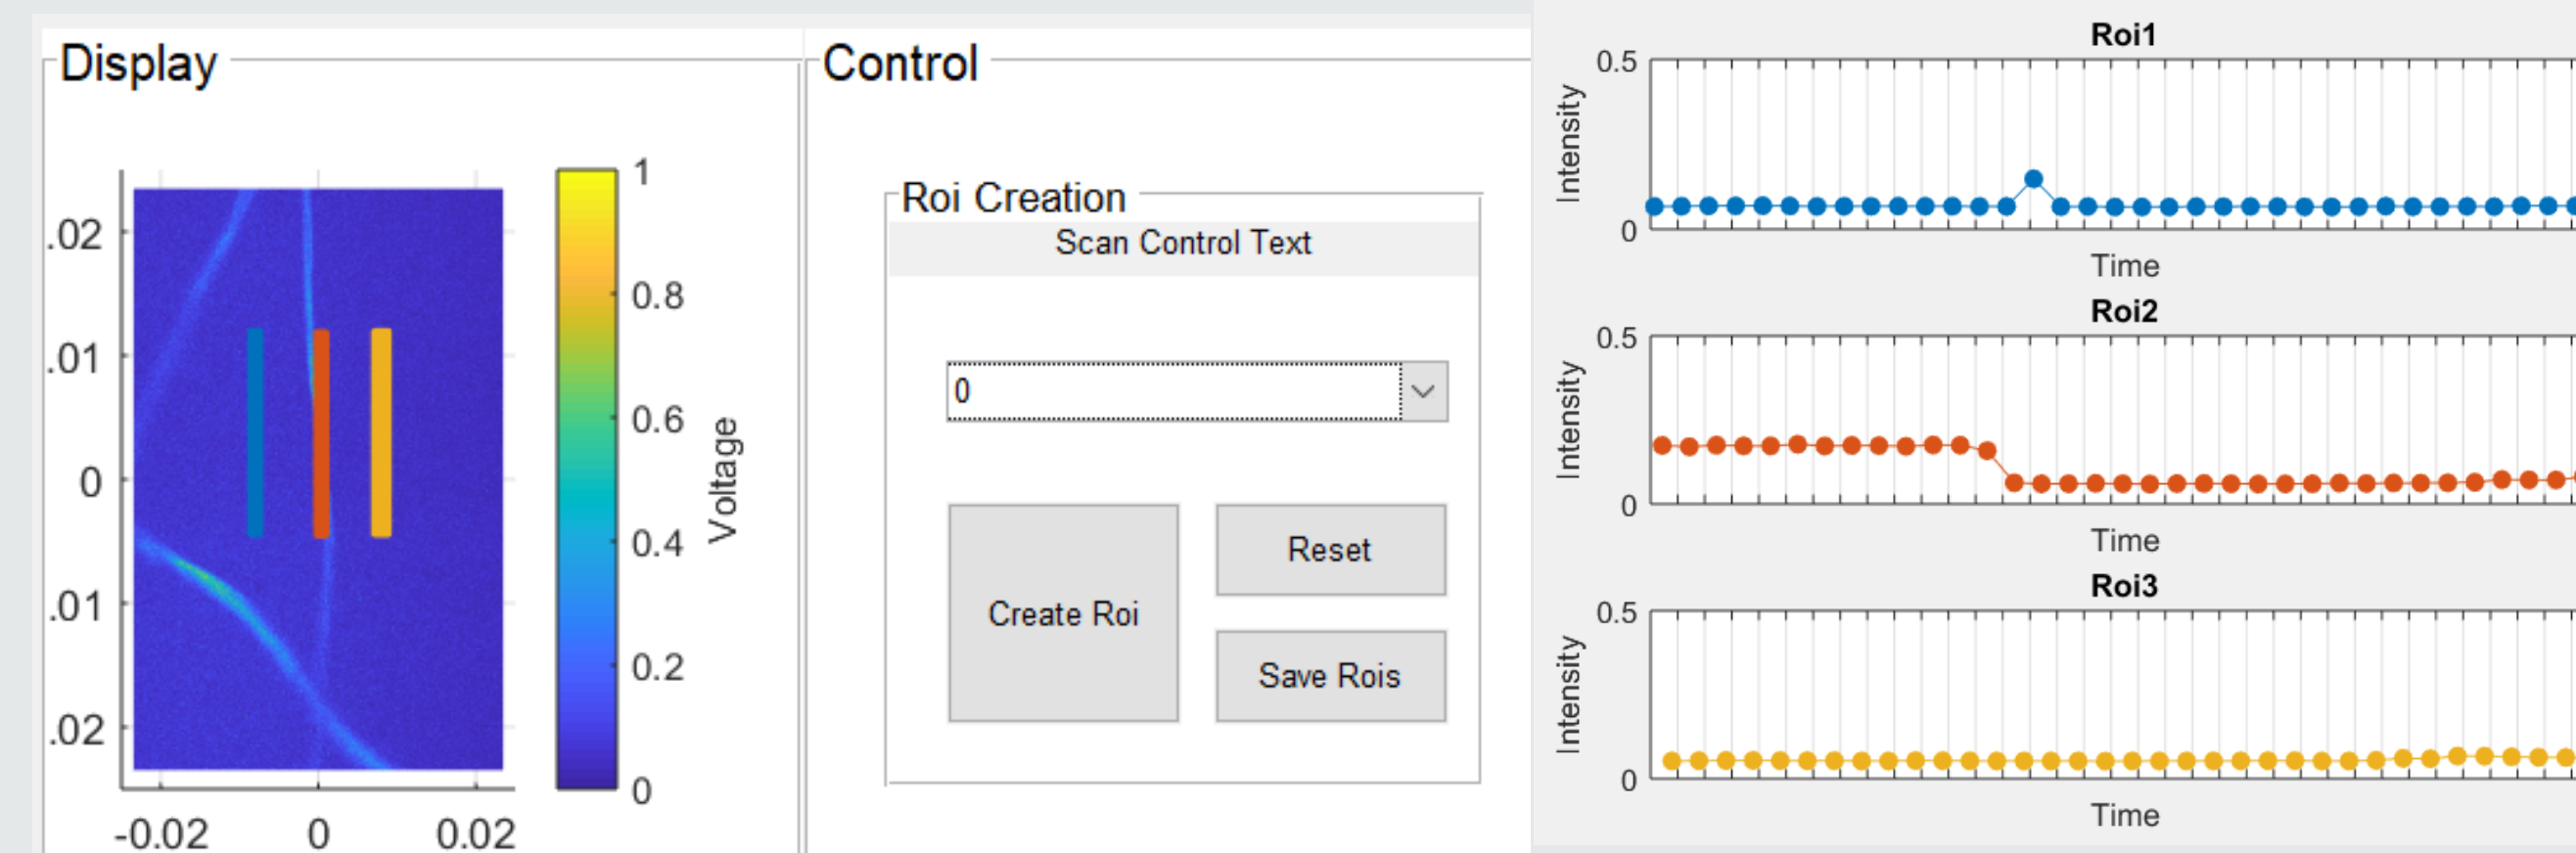 Display
.02
.01
0
.01
.02
-0.02 0 0.02
1
0.8
0.6
0.4
0.2
0
Voltage
Control
Roi Creation
Scan Control Text
0
Create Roi
Reset
Save Rois
Roi1
0.5
0
Intensity
Time
Roi2
0.5
0
Intensity
Time
Roi3
0.5
0
Intensity
Time